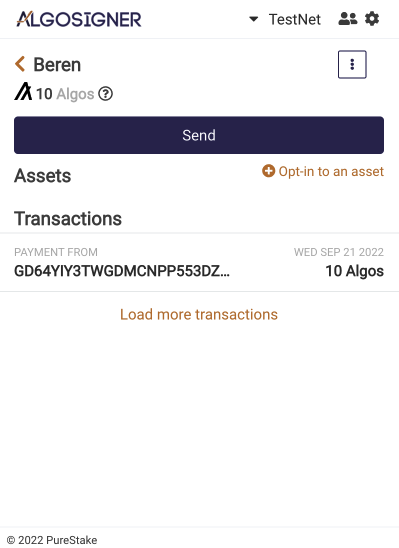 ALGOSIGNER
TestNet
Beren
10 Algos
Send
Assets
Opt-in to an asset
Transactions
PAYMENT FROM
WED SEP 21 2022
GD64YIY3TWGDMCNPP553DZ...
10 Algos
Load more transactions
© 2022 PureStake